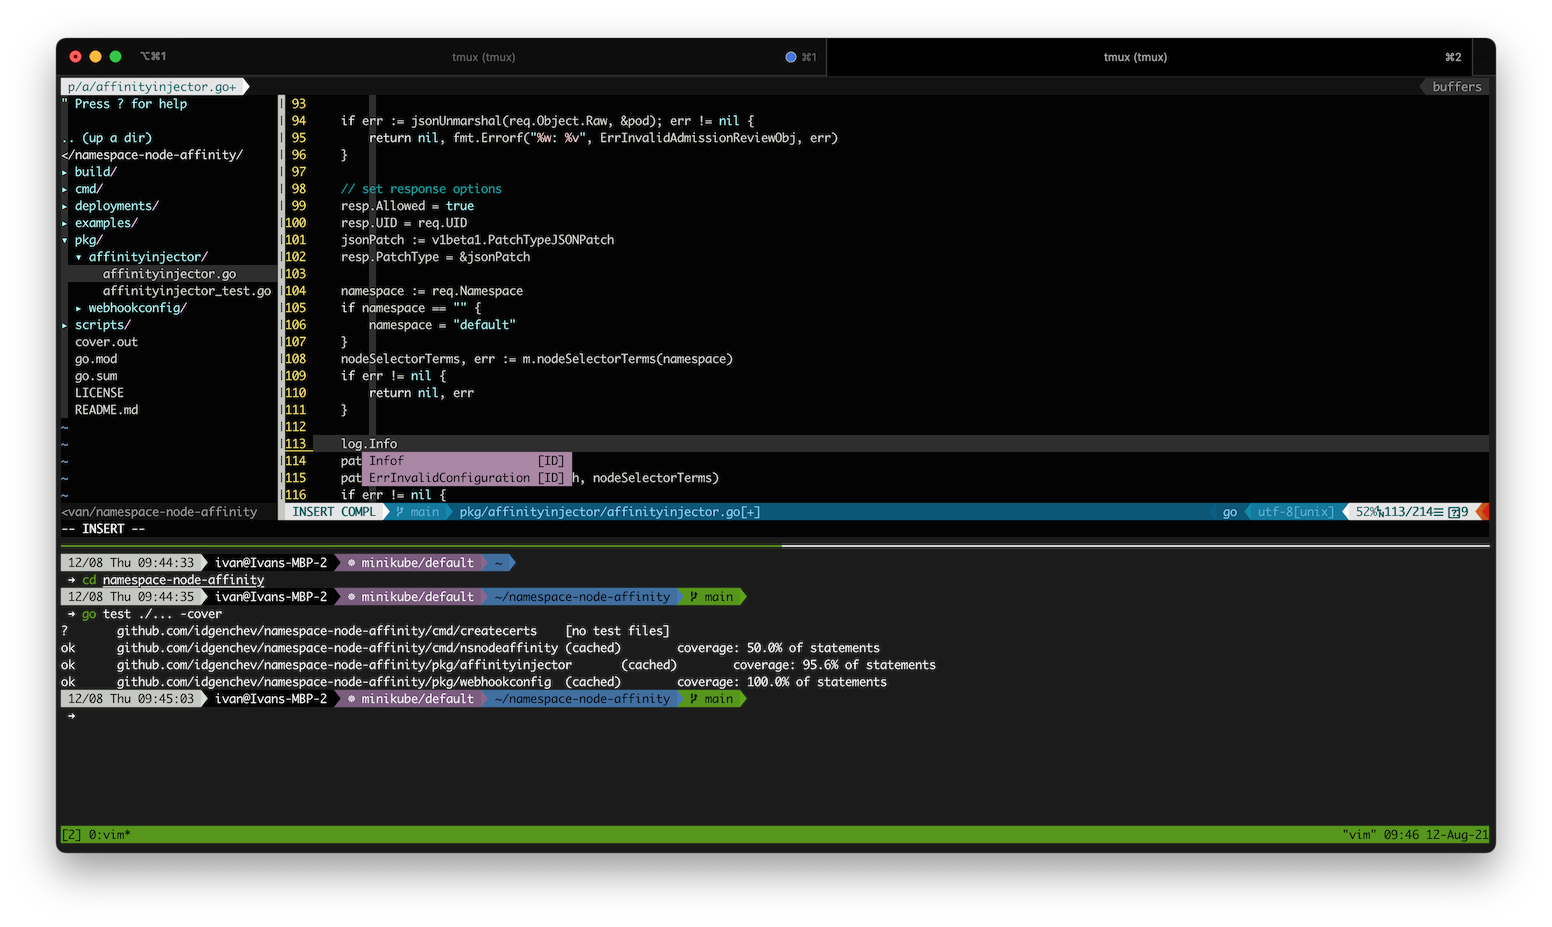 ⌥⌘1 tmux (tmux) ⌘1 tmux (tmux) ⌘2
p/a/affinityinjector.go+ buffers
" Press ? for help
.. (up a dir)
</namespace-node-affinity/
▸ build/
▸ cmd/
▸ deployments/
▸ examples/
▾ pkg/
▾ affinityinjector/
affinityinjector.go
affinityinjector_test.go
▸ webhookconfig/
▸ scripts/
cover.out
go.mod
go.sum
LICENSE
README.md
~
~
~
~
~
93
94 if err := jsonUnmarshal(req.Object.Raw, &pod); err != nil {
95 return nil, fmt.Errorf("%w: %v", ErrInvalidAdmissionReviewObj, err)
96 }
97
98 // set response options
99 resp.Allowed = true
100 resp.UID = req.UID
101 jsonPatch := v1beta1.PatchTypeJSONPatch
102 resp.PatchType = &jsonPatch
103
104 namespace := req.Namespace
105 if namespace == "" {
106 namespace = "default"
107 }
108 nodeSelectorTerms, err := m.nodeSelectorTerms(namespace)
109 if err != nil {
110 return nil, err
111 }
112
113 log.Info
114 pat Infof [ID]
115 pat ErrInvalidConfiguration [ID] h, nodeSelectorTerms)
116 if err != nil {
<van/namespace-node-affinity INSERT COMPL main pkg/affinityinjector/affinityinjector.go[+] go utf-8[unix] 52% 113/214☰ 9
-- INSERT --
12/08 Thu 09:44:33 ivan@Ivans-MBP-2 ⎈ minikube/default ~
➜ cd namespace-node-affinity
12/08 Thu 09:44:35 ivan@Ivans-MBP-2 ⎈ minikube/default ~/namespace-node-affinity main
➜ go test ./... -cover
? github.com/idgenchev/namespace-node-affinity/cmd/createcerts [no test files]
ok github.com/idgenchev/namespace-node-affinity/cmd/nsnodeaffinity (cached) coverage: 50.0% of statements
ok github.com/idgenchev/namespace-node-affinity/pkg/affinityinjector (cached) coverage: 95.6% of statements
ok github.com/idgenchev/namespace-node-affinity/pkg/webhookconfig (cached) coverage: 100.0% of statements
12/08 Thu 09:45:03 ivan@Ivans-MBP-2 ⎈ minikube/default ~/namespace-node-affinity main
➜
[2] 0:vim* "vim" 09:46 12-Aug-21